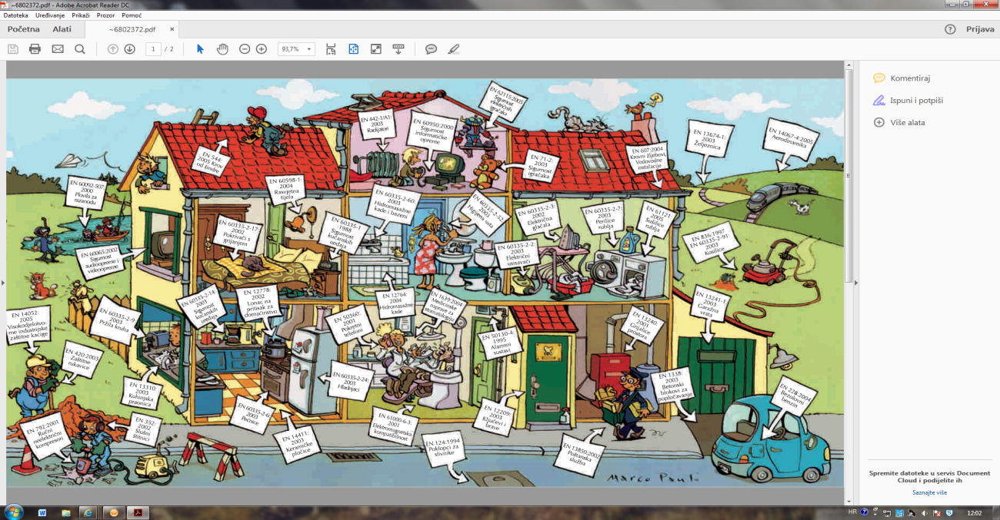 ~6802372.pdf - Adobe Acrobat Reader DC
Datoteka Uređivanje Prikaži Prozor Pomoć
Početna Alati ~6802372.pdf × Prijava
1 / 2 93,7%
Komentiraj
Ispuni i potpiši
Više alata
EN 62115:2005
Sigurnost
električnih
igračaka
EN 442-1/A1:
2003
Radijatori
EN 60950:2000
Sigurnost
informatičke
opreme
EN 544:
2005 Krov
od šindre
EN 71-2:
2003
Sigurnost
igračaka
EN 607:2004
Krovni žljebovi,
Vodovodne
instalacije
EN 13674-1:
2003
Željeznica
EN 14067-4:2005
Aerodinamika
EN 60092-507:
2000
Plovila za
razanodu
EN 60598-1:
2004
Rasvjetna
tijela
EN 60335-2-60:
2003
Hidromasažne
kade i bazeni
EN 60335-2-52:
2003
Higijena usta
EN 60335-2-3:
2002
Električna
glačala
EN 60335-2-7:
2003
Perilice
rublja
EN 61121:
2005
Sušilice
rublja
EN 60335-2-17:
2002
Pokrivači s
grijanjem
EN 60335-1
:1988
Sigurnost
kućanskih
uređaja
EN 60335-2-2:
2003
Električni
usisavači
EN 836:1997
EN 60335-2-91:
2003
Kosilice
EN 60065:2002
Sigurnost
audioopreme i
videoopreme
EN 14052:
2005
Visokodjelotvo-
rne industrijske
zaštitne kacige
EN 60335-2-9
2003
Pržila kruha
EN 60335-2-14:
2003
Sigurnost
kućanskih
uređaja
EN 12778:
2002
Lonac na
pritisak za
domaćinstvo
EN 12764:
2004
Hidromasažne
kade
EN 1639:2004
Medicinske
naprave za
stomatologiju
EN 50360:
2001
Pokretni
telefoni
EN 50130-4:
1995
Alarmni
sustavi
EN 13240:
2001
Grijalice
prostora
EN 13241-1
2003
Garažna
vrata
EN 420:2003
Zaštitne
rukavice
EN 13310:
2003
Kuhinjska
praonica
EN 60335-2-24:
2003
Hladnjaci
EN 60335-2-6:
2003
Pećnice
EN 14411:
2003
Keramičke
pločice
EN 61000-6-3:
2001
Elektromagnetska
kompatibilnost
EN 12209:
2003
Ključevi i
brave
EN 1338:
2003
Betonski
blokovi za
popločavanje
EN 228:2004
Bezolovni
benzin
EN 792:2001
Ručni
neelektrični
kompresori
EN 352:
2002
Slušni
štitnici
EN 124:1994
Poklopci za
slivnike
EN 13850:2002
Poštanska
služba
Marco Paulo
Spremite datoteke u servis Document
Cloud i podijelite ih
Saznajte više
HR 12:02